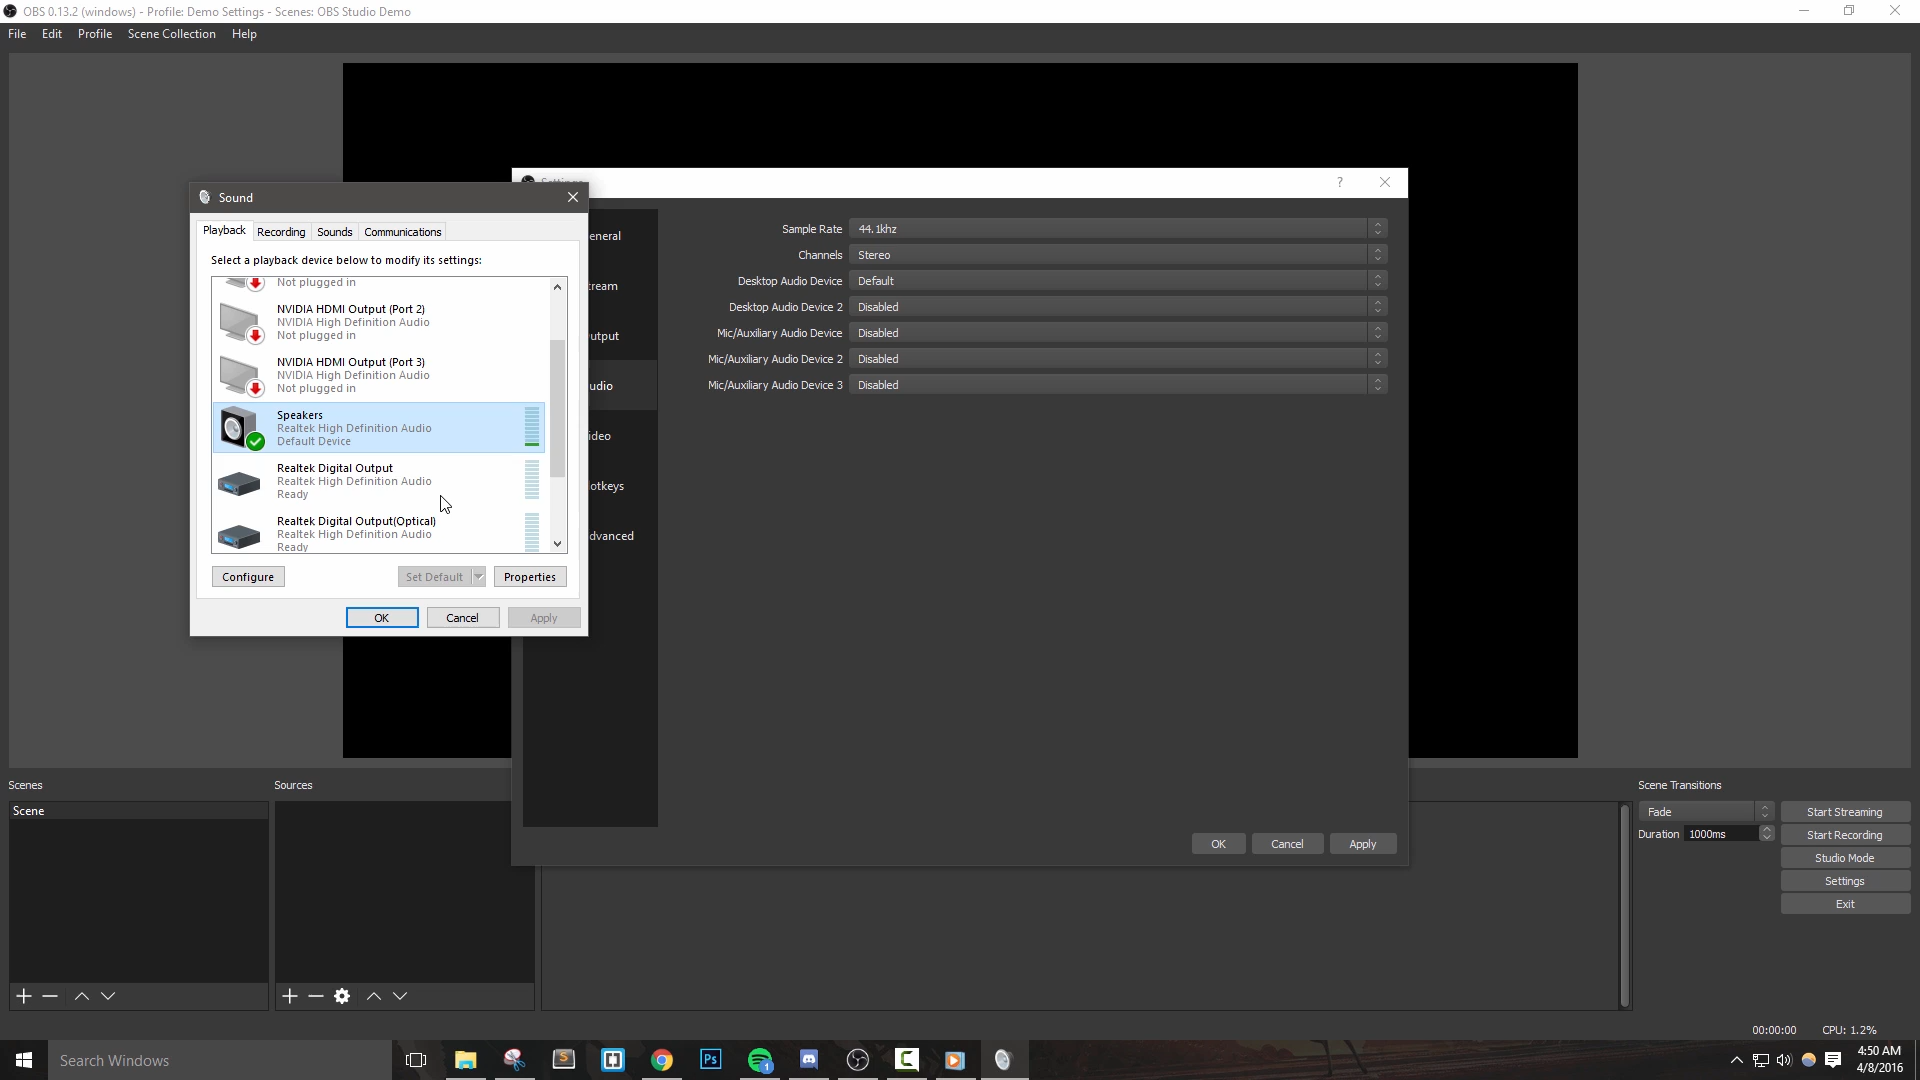 OBS 0.13.2 (windows) - Profile: Demo Settings - Scenes: OBS Studio Demo
File Edit Profile Scene Collection Help
Sound
Playback Recording Sounds Communications
Select a playback device below to modify its settings:
Not plugged in
NVIDIA HDMI Output (Port 2)
NVIDIA High Definition Audio
Not plugged in
NVIDIA HDMI Output (Port 3)
NVIDIA High Definition Audio
Not plugged in
Speakers
Realtek High Definition Audio
Default Device
Realtek Digital Output
Realtek High Definition Audio
Ready
Realtek Digital Output(Optical)
Realtek High Definition Audio
Ready
Configure Set Default Properties
OK Cancel Apply
Settings
?
eneral
tream
utput
udio
ideo
otkeys
dvanced
Sample Rate 44.1khz
Channels Stereo
Desktop Audio Device Default
Desktop Audio Device 2 Disabled
Mic/Auxiliary Audio Device Disabled
Mic/Auxiliary Audio Device 2 Disabled
Mic/Auxiliary Audio Device 3 Disabled
OK Cancel Apply
Scenes
Scene
Sources
Scene Transitions
Fade
Duration 1000ms
Start Streaming
Start Recording
Studio Mode
Settings
Exit
00:00:00 CPU: 1.2%
Search Windows
S
Ps
1
C
4:50 AM
4/8/2016